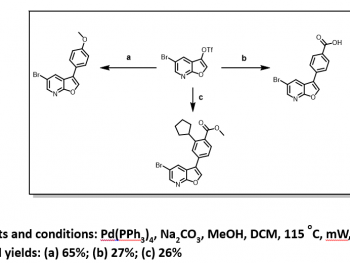 O
OTf
O
OH
Br
a
Br
b
N
O
N
O
Br
N
O
c
O
O
Br
N
O
ts and conditions: Pd(PPh3)4, Na2CO3, MeOH, DCM, 115 °C, mW,
d yields: (a) 65%; (b) 27%; (c) 26%